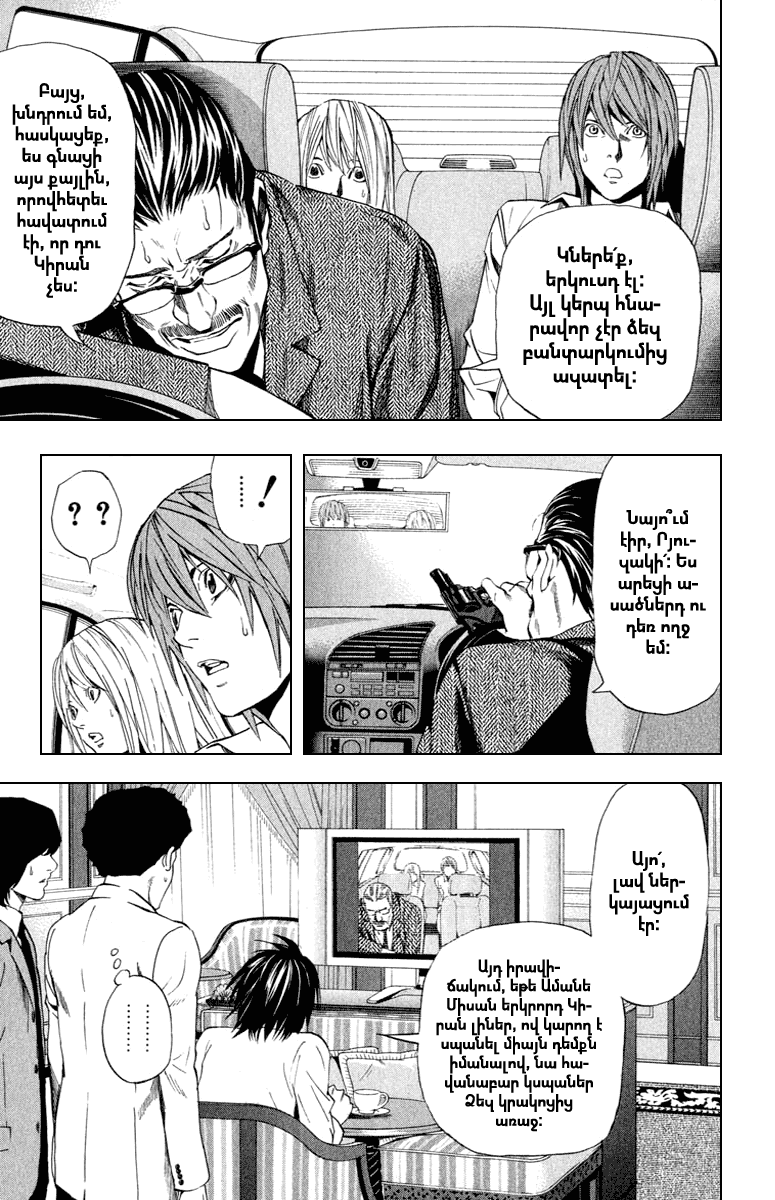 Կներե՛ք,
երկուսդ էլ։
Այլ կերպ հնա-
րավոր չէր ձեզ
բանտարկումից
ազատել։
Բայց,
խնդրում եմ,
հասկացեք,
ես գնացի
այս քայլին,
որովհետեւ
հավատում
էի, որ դու
Կիրան
չես։
Նայո՞ւմ
էիր, Րյու-
զակի՛։ Ես
արեցի ա-
սածներդ ու
դեռ ողջ
եմ։
……!
? ?
Այո՛,
լավ ներ-
կայացում
էր։
Այդ իրավի-
ճակում, եթե Ամանե
Միսան երկրորդ Կի-
րան լիներ, ով կարող է
սպանել միայն դեմքն
իմանալով, նա հա-
վանաբար կսպաներ
Ձեզ կրակոցից
առաջ։
………